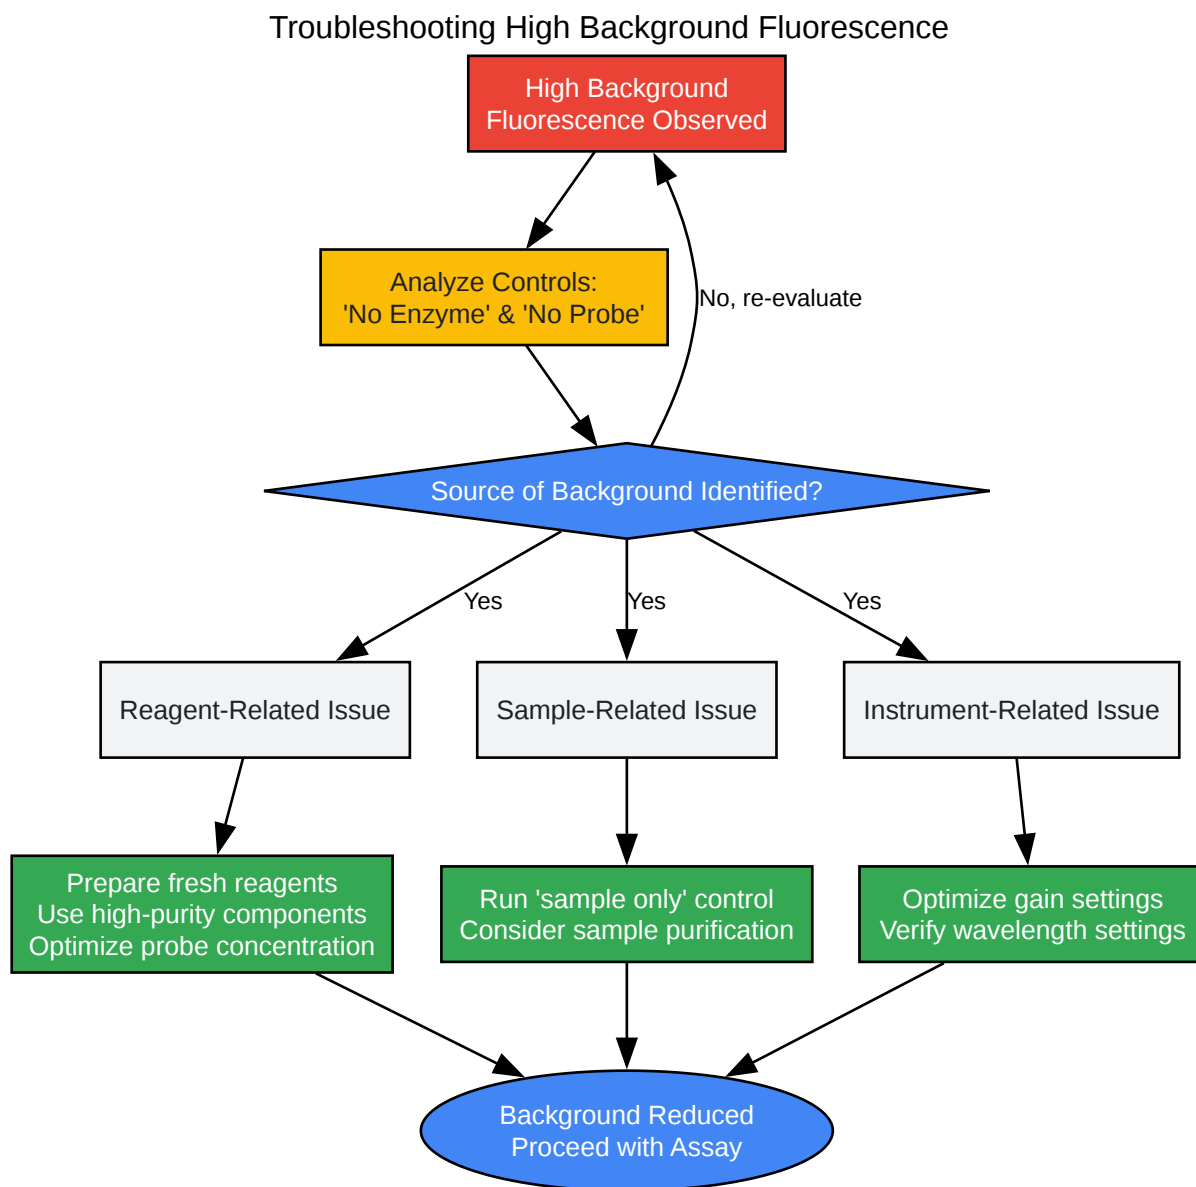 Troubleshooting High Background Fluorescence
High Background
Fluorescence Observed
Analyze Controls:
'No Enzyme' & 'No Probe'
No, re-evaluate
Source of Background Identified?
Yes
Yes
Yes
Reagent-Related Issue
Sample-Related Issue
Instrument-Related Issue
Prepare fresh reagents
Use high-purity components
Optimize probe concentration
Run 'sample only' control
Consider sample purification
Optimize gain settings
Verify wavelength settings
Background Reduced
Proceed with Assay